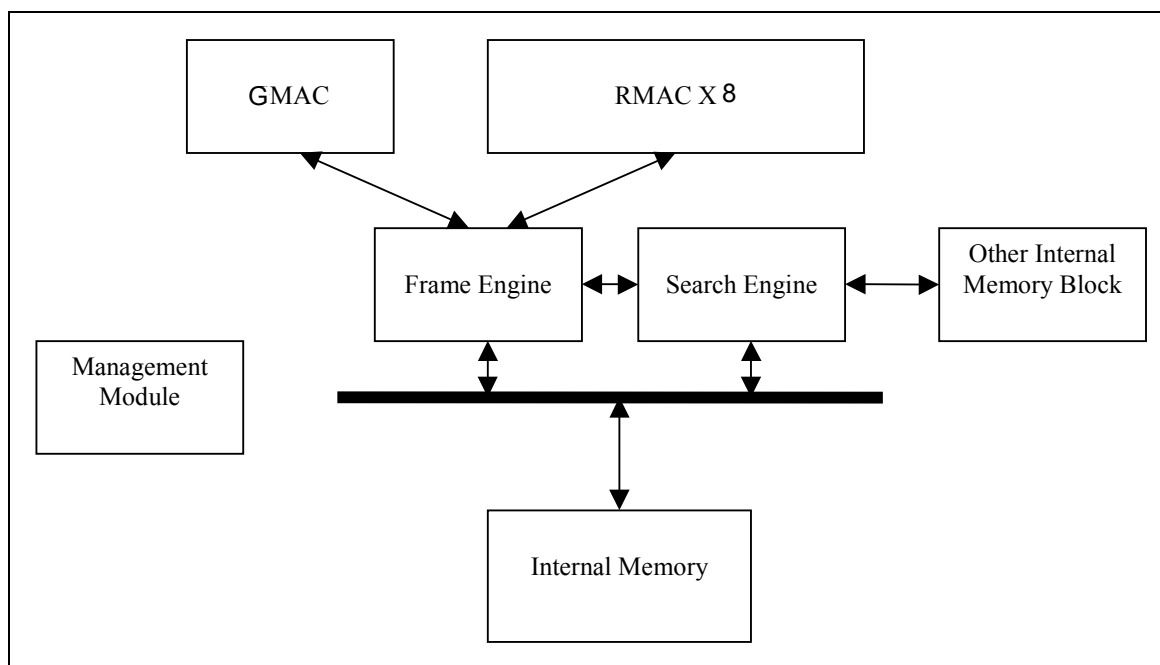 GMAC
RMAC X 8
Frame Engine
Search Engine
Other Internal
Memory Block
Management
Module
Internal Memory